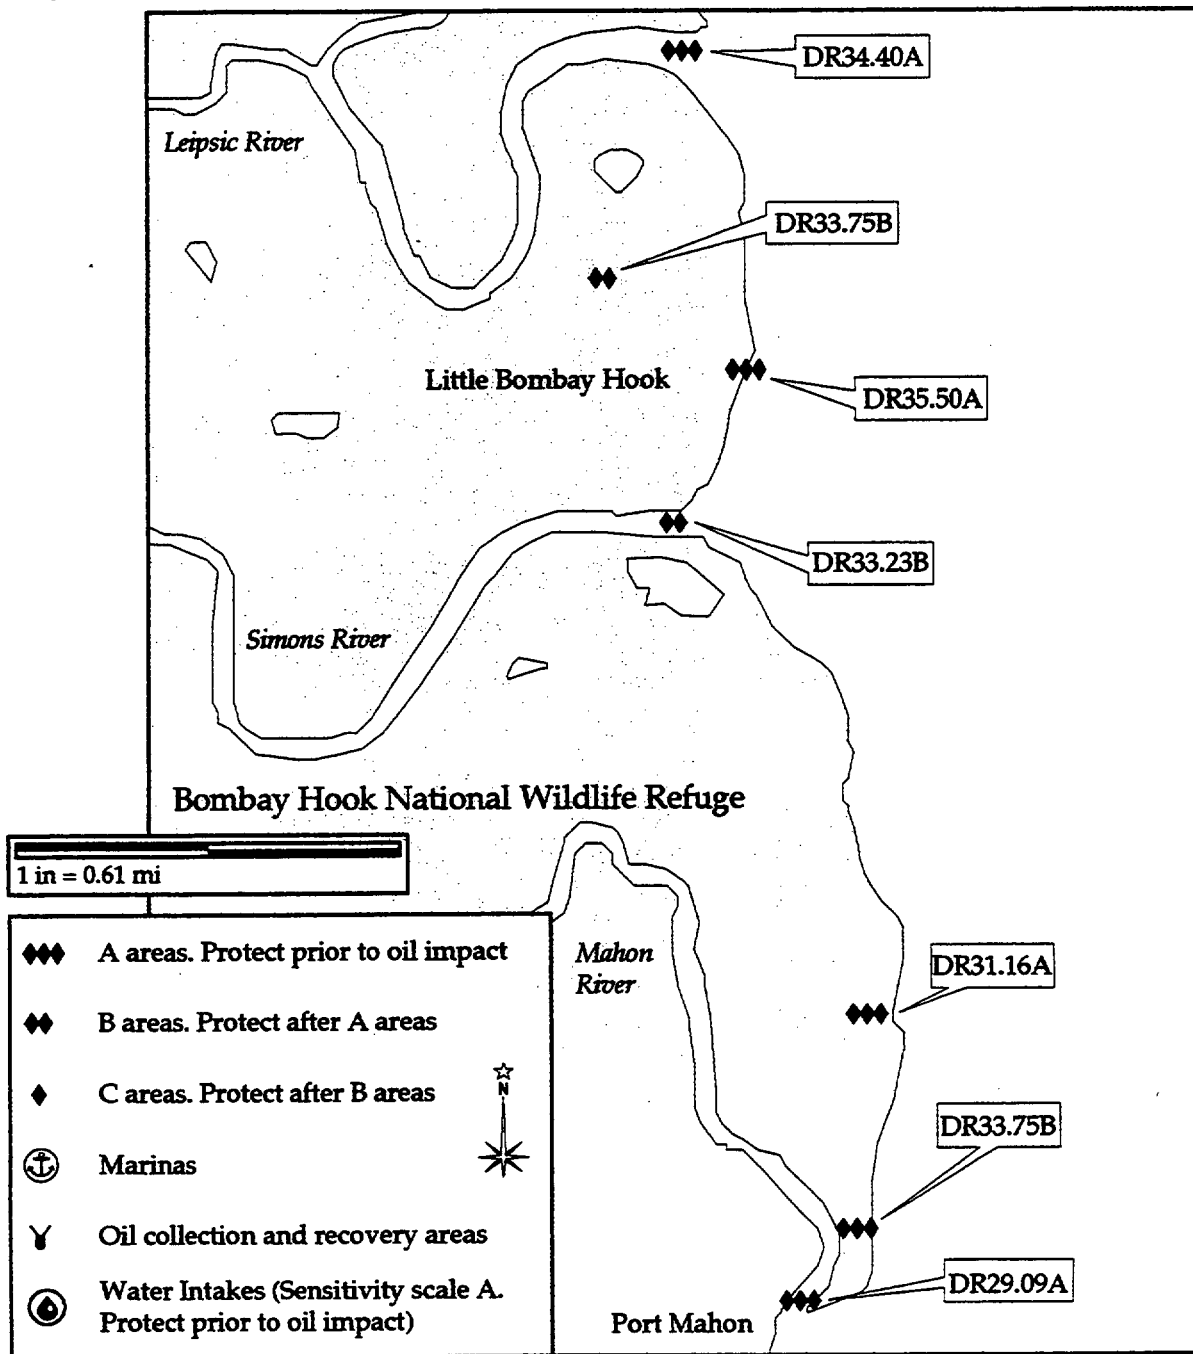 DR34.40A
Leipsic River
DR33.75B
Little Bombay Hook
DR35.50A
DR33.23B
Simons River
Bombay Hook National Wildlife Refuge
1 in = 0.61 mi
A areas. Protect prior to oil impact
B areas. Protect after A areas
C areas. Protect after B areas
N
Marinas
Oil collection and recovery areas
Water Intakes (Sensitivity scale A.
Protect prior to oil impact)
Mahon
River
DR31.16A
DR33.75B
DR29.09A
Port Mahon